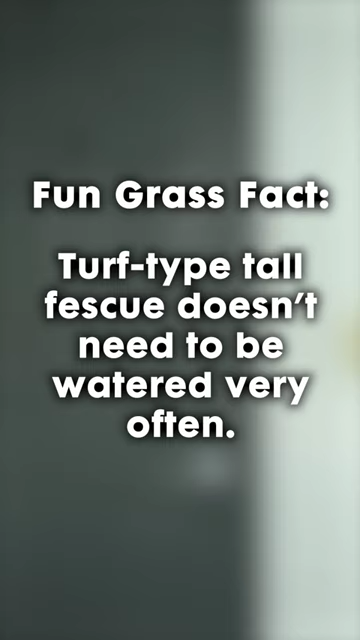 Fun Grass Fact:
Turf-type tall
fescue doesn't
need to be
watered very
often.